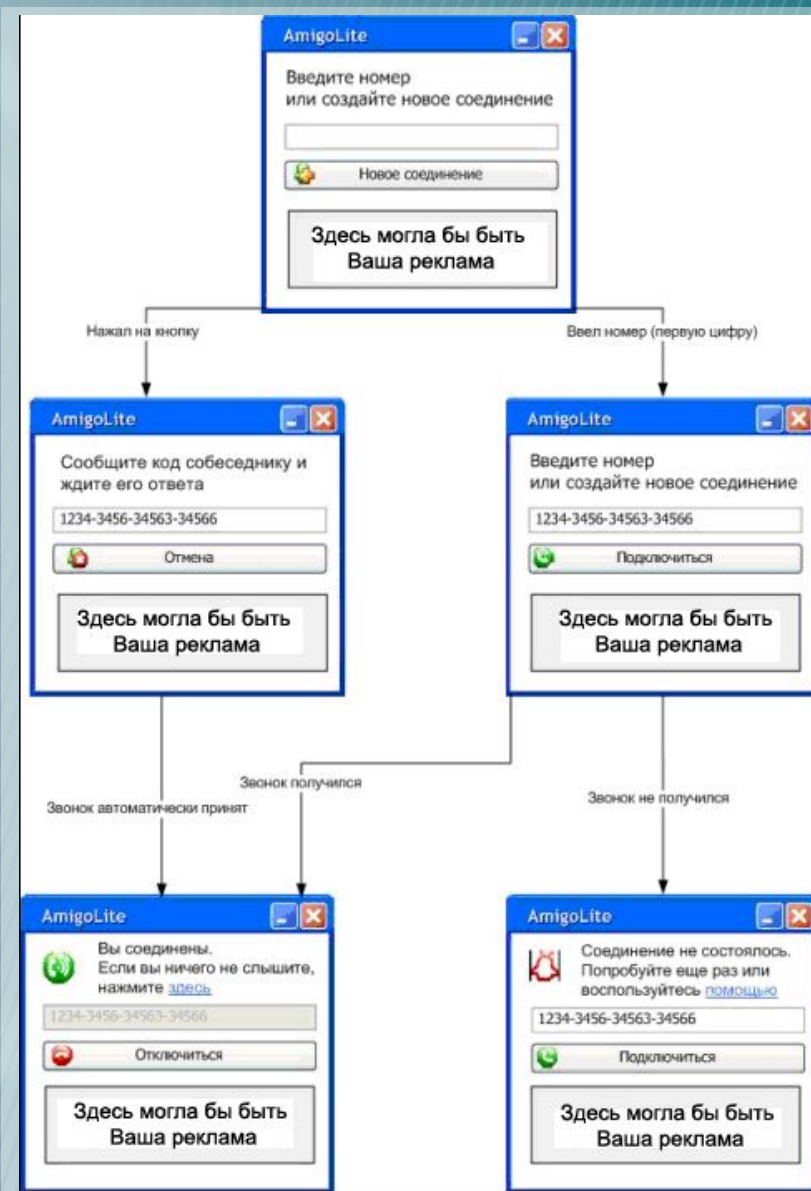 AmigoLite
Введите номер
или создайте новое соединение
Новое соединение
Здесь могла бы быть
Ваша реклама
Нажал на кнопку
Ввел номер (первую цифру)
AmigoLite
Сообщите код собеседнику и
ждите его ответа
1234-3456-34563-34566
Отмена
Здесь могла бы быть
Ваша реклама
AmigoLite
Введите номер
или создайте новое соединение
1234-3456-34563-34566
Подключиться
Здесь могла бы быть
Ваша реклама
Звонок автоматически принят
Звонок получился
Звонок не получился
AmigoLite
Вы соединены.
Если вы ничего не слышите,
нажмите здесь
1234-3456-34563-34566
Отключиться
Здесь могла бы быть
Ваша реклама
AmigoLite
Соединение не состоялось.
Попробуйте еще раз или
воспользуйтесь помощью
1234-3456-34563-34566
Подключиться
Здесь могла бы быть
Ваша реклама